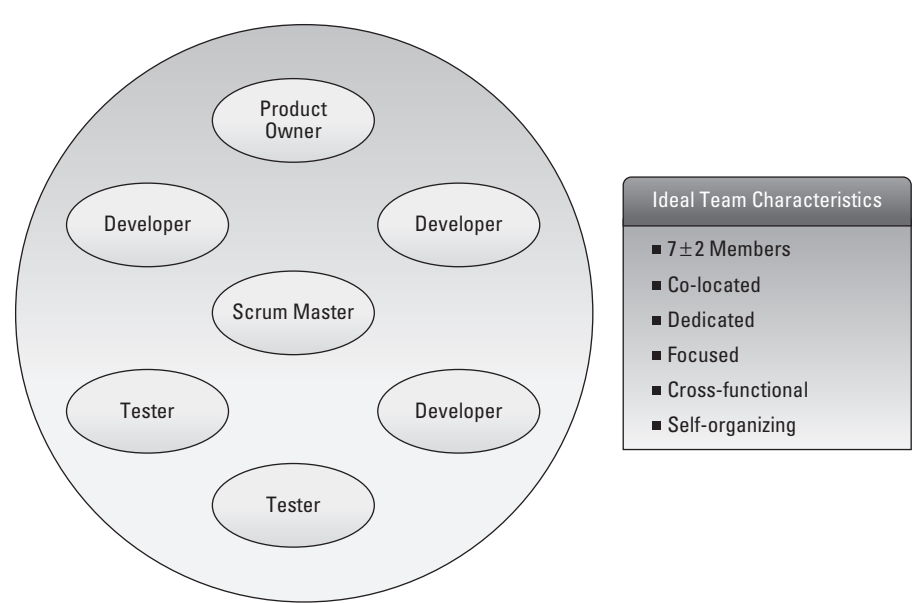 Product
Owner
Developer
Developer
Scrum Master
Tester
Developer
Tester
Ideal Team Characteristics
■ 7±2 Members
■ Co-located
■ Dedicated
■ Focused
■ Cross-functional
■ Self-organizing